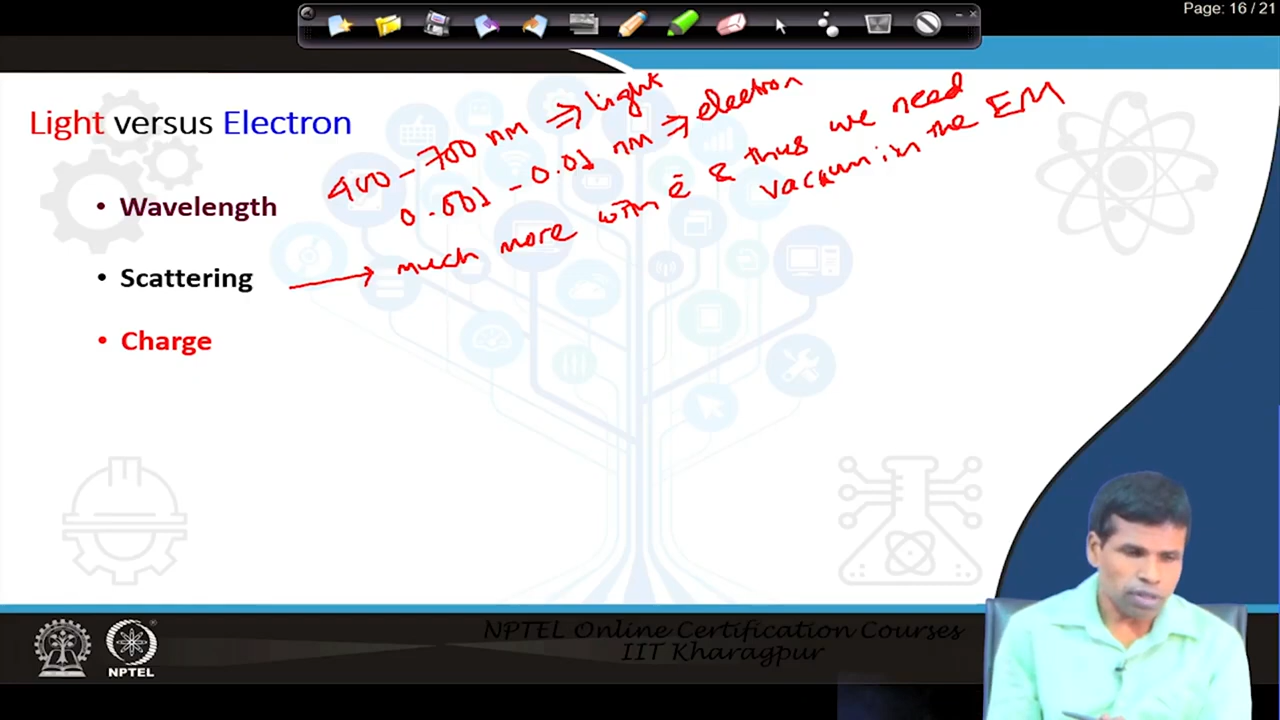 Page: 16 / 21
Light versus Electron
400 - 700 nm ⇒ light
0.001 - 0.01 nm ⇒ electron
• Wavelength
• Scattering
→ much more with ē & thus we need
vacuum in the EM
• Charge
NPTEL Online Certification Courses
IIT Kharagpur
NPTEL